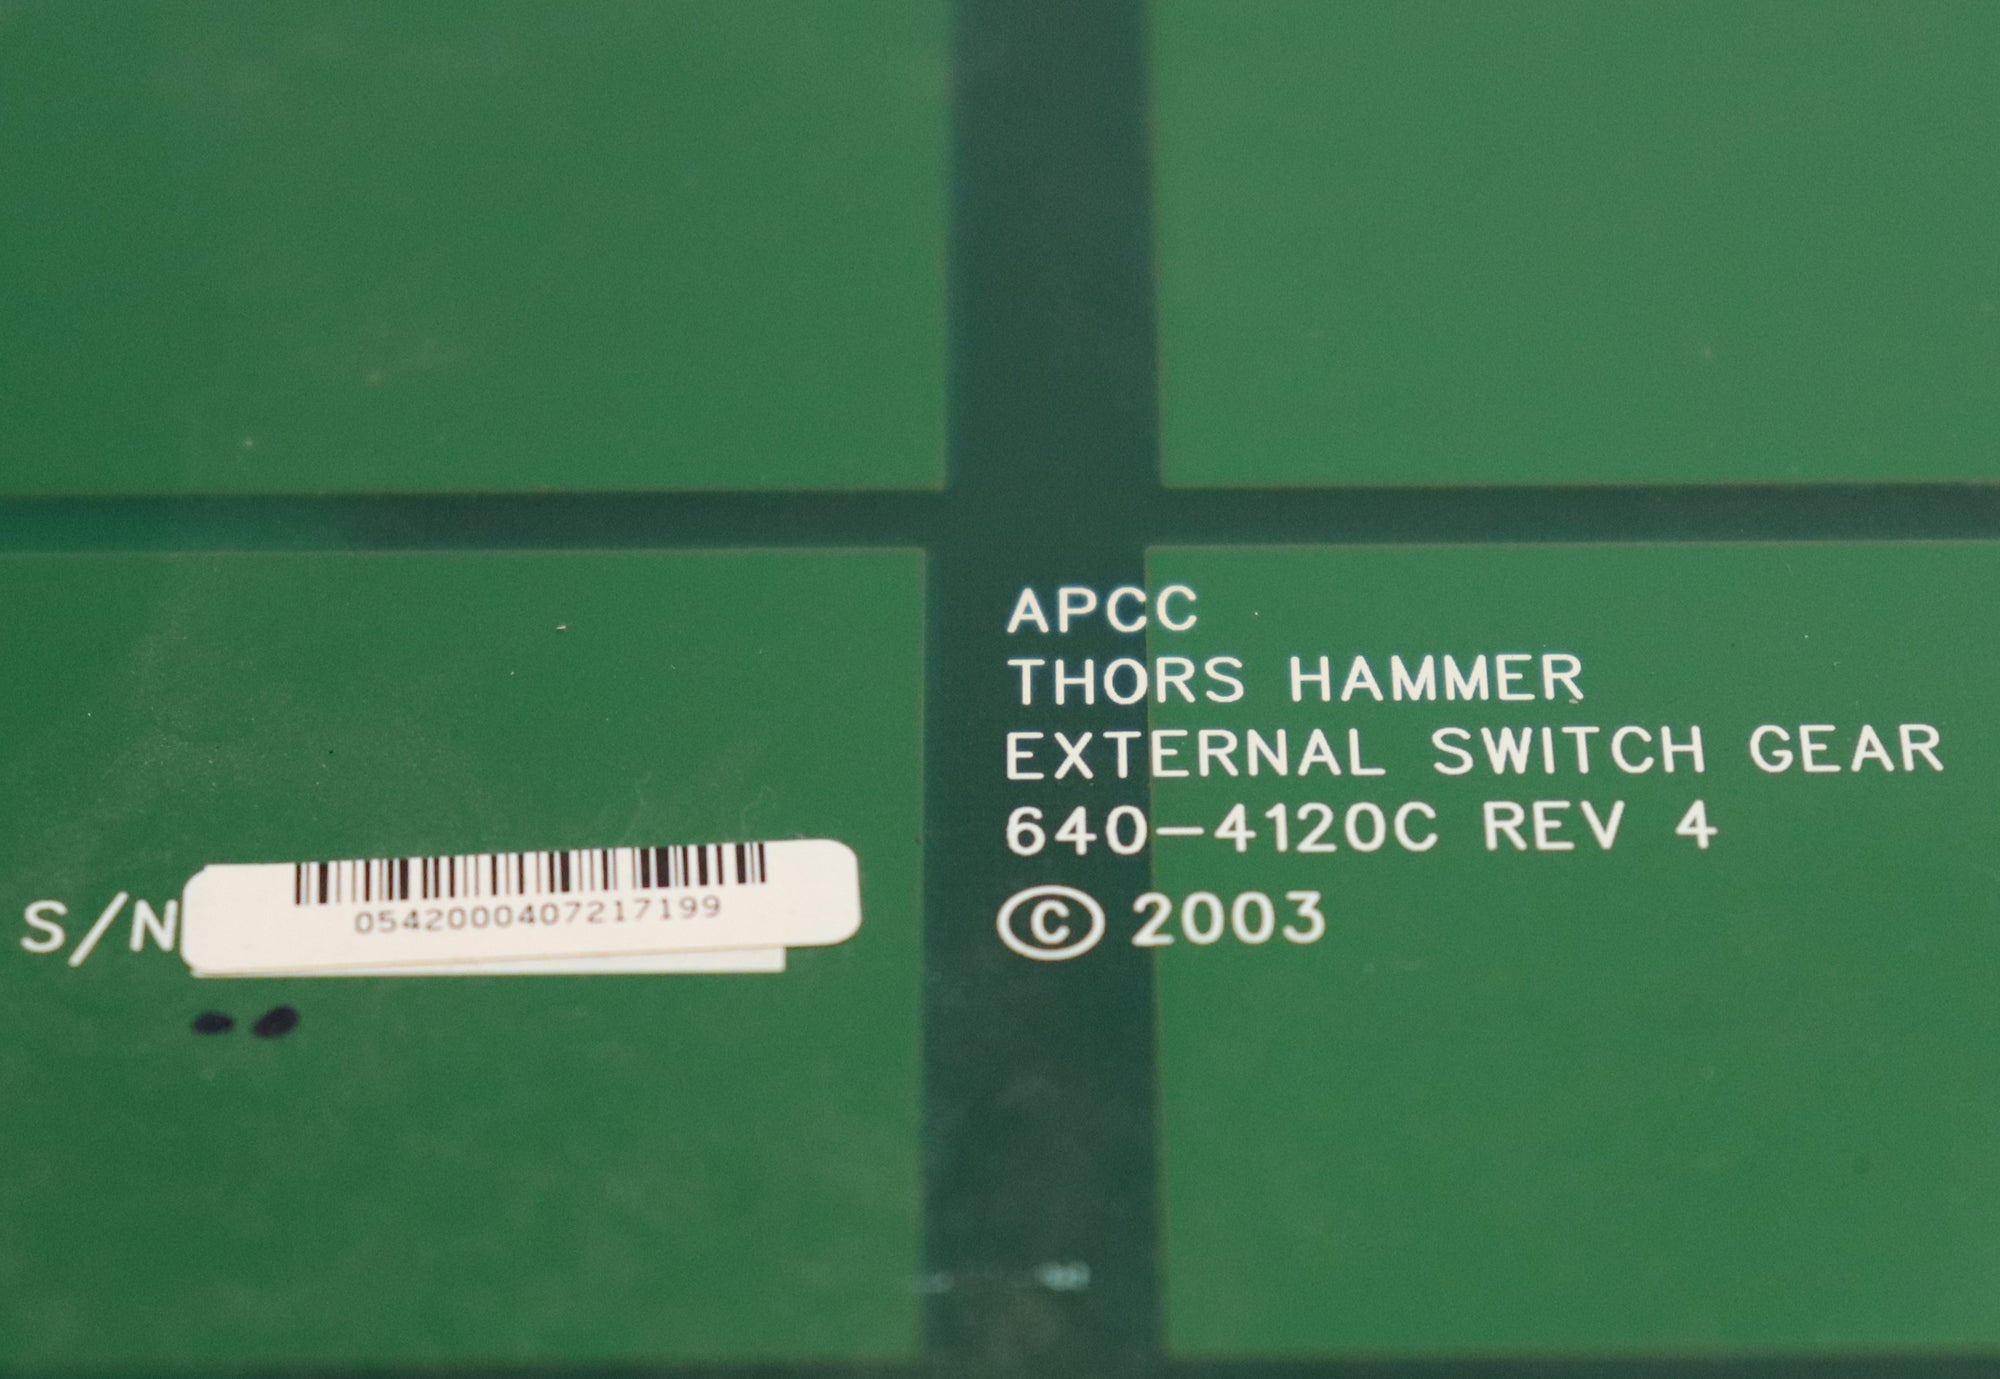 APCC
THORS HAMMER
EXTERNAL SWITCH GEAR
640-4120C REV 4
© 2003
S/N
0542000407217199